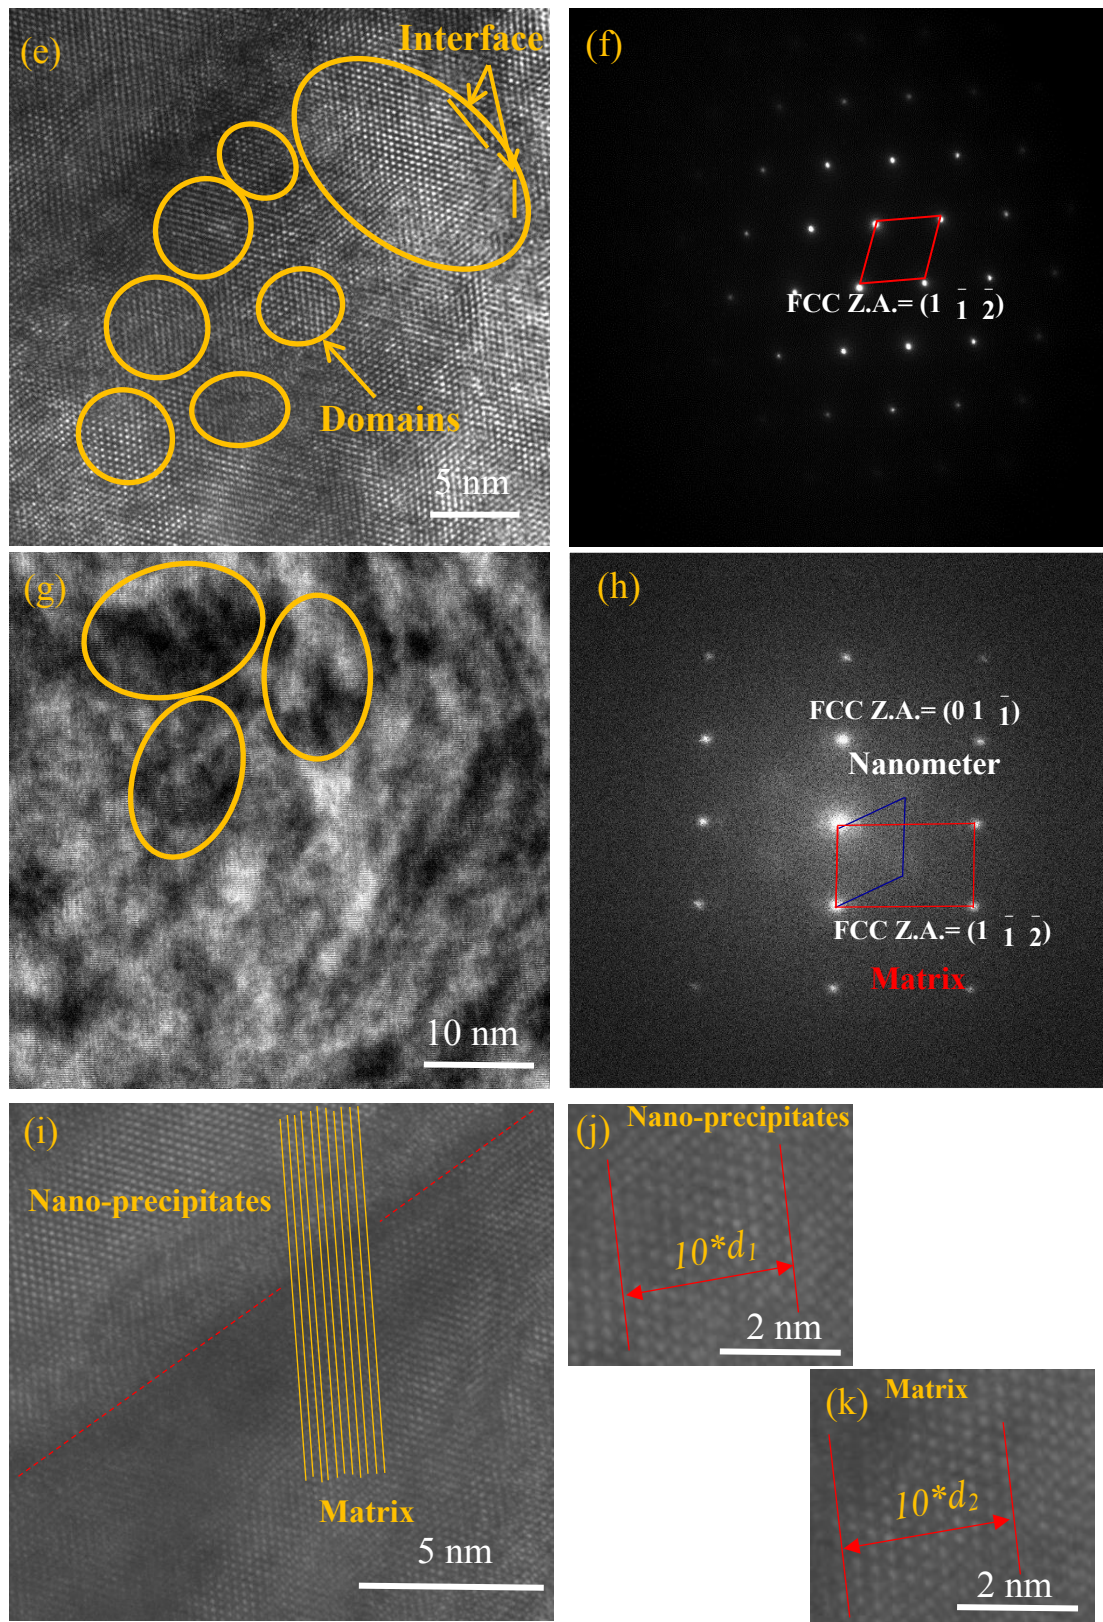 (e)
Interface
Domains
5 nm
(f)
FCC Z.A.= (1 1̄ 2̄)
(g)
10 nm
(h)
FCC Z.A.= (0 1 1̄)
Nanometer
FCC Z.A.= (1 1̄ 2̄)
Matrix
(i)
Nano-precipitates
Matrix
5 nm
(j)
Nano-precipitates
10*d₁
2 nm
(k)
Matrix
10*d₂
2 nm